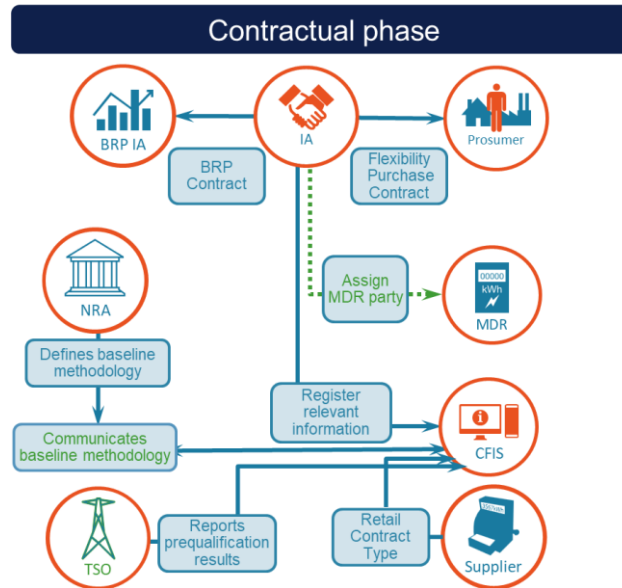 Contractual phase
BRP IA
IA
Prosumer
BRP
Contract
Flexibility
Purchase
Contract
NRA
Assign
MDR party
00000
kWh
MDR
Defines baseline
methodology
Register
relevant
information
CFIS
Communicates
baseline methodology
TSO
Reports
prequalification
results
Retail
Contract
Type
Supplier